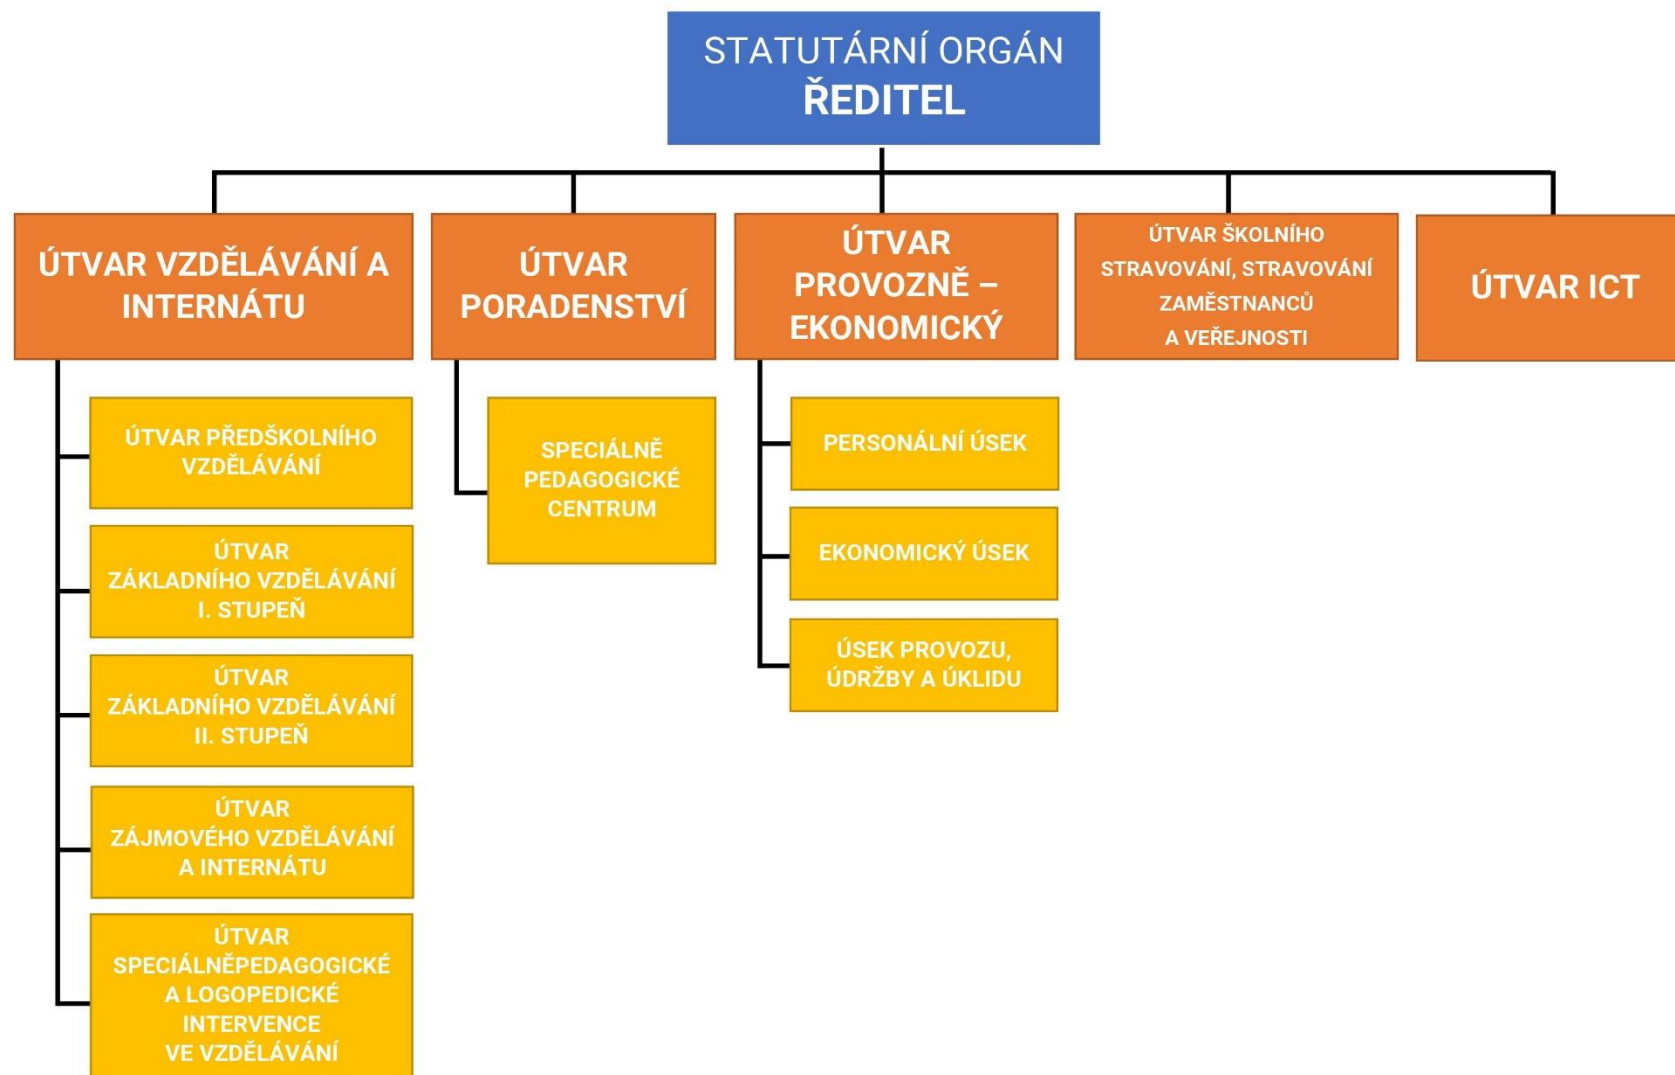 STATUTÁRNÍ ORGÁN
ŘEDITEL
ÚTVAR VZDĚLÁVÁNÍ A
INTERNÁTU
ÚTVAR
PORADENSTVÍ
ÚTVAR
PROVOZNĚ –
EKONOMICKÝ
ÚTVAR ŠKOLNÍHO
STRAVOVÁNÍ, STRAVOVÁNÍ
ZAMĚSTNANCŮ
A VEŘEJNOSTI
ÚTVAR ICT
ÚTVAR PŘEDŠKOLNÍHO
VZDĚLÁVÁNÍ
ÚTVAR
ZÁKLADNÍHO VZDĚLÁVÁNÍ
I. STUPEŇ
ÚTVAR
ZÁKLADNÍHO VZDĚLÁVÁNÍ
II. STUPEŇ
ÚTVAR
ZÁJMOVÉHO VZDĚLÁVÁNÍ
A INTERNÁTU
ÚTVAR
SPECIÁLNĚPEDAGOGICKÉ
A LOGOPEDICKÉ
INTERVENCE
VE VZDĚLÁVÁNÍ
SPECIÁLNĚ
PEDAGOGICKÉ
CENTRUM
PERSONÁLNÍ ÚSEK
EKONOMICKÝ ÚSEK
ÚSEK PROVOZU,
ÚDRŽBY A ÚKLIDU